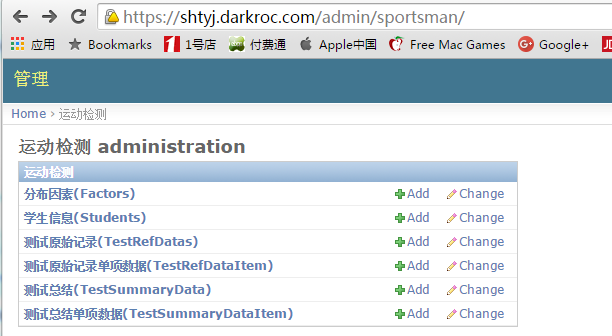 https://shtyj.darkroc.com/admin/sportsman/
应用 Bookmarks 1号店 付费通 Apple中国 Free Mac Games Google+ JD
管理
Home › 运动检测
运动检测 administration
运动检测
分布因素(Factors) Add Change
学生信息(Students) Add Change
测试原始记录(TestRefDatas) Add Change
测试原始记录单项数据(TestRefDataItem) Add Change
测试总结(TestSummaryData) Add Change
测试总结单项数据(TestSummaryDataItem) Add Change